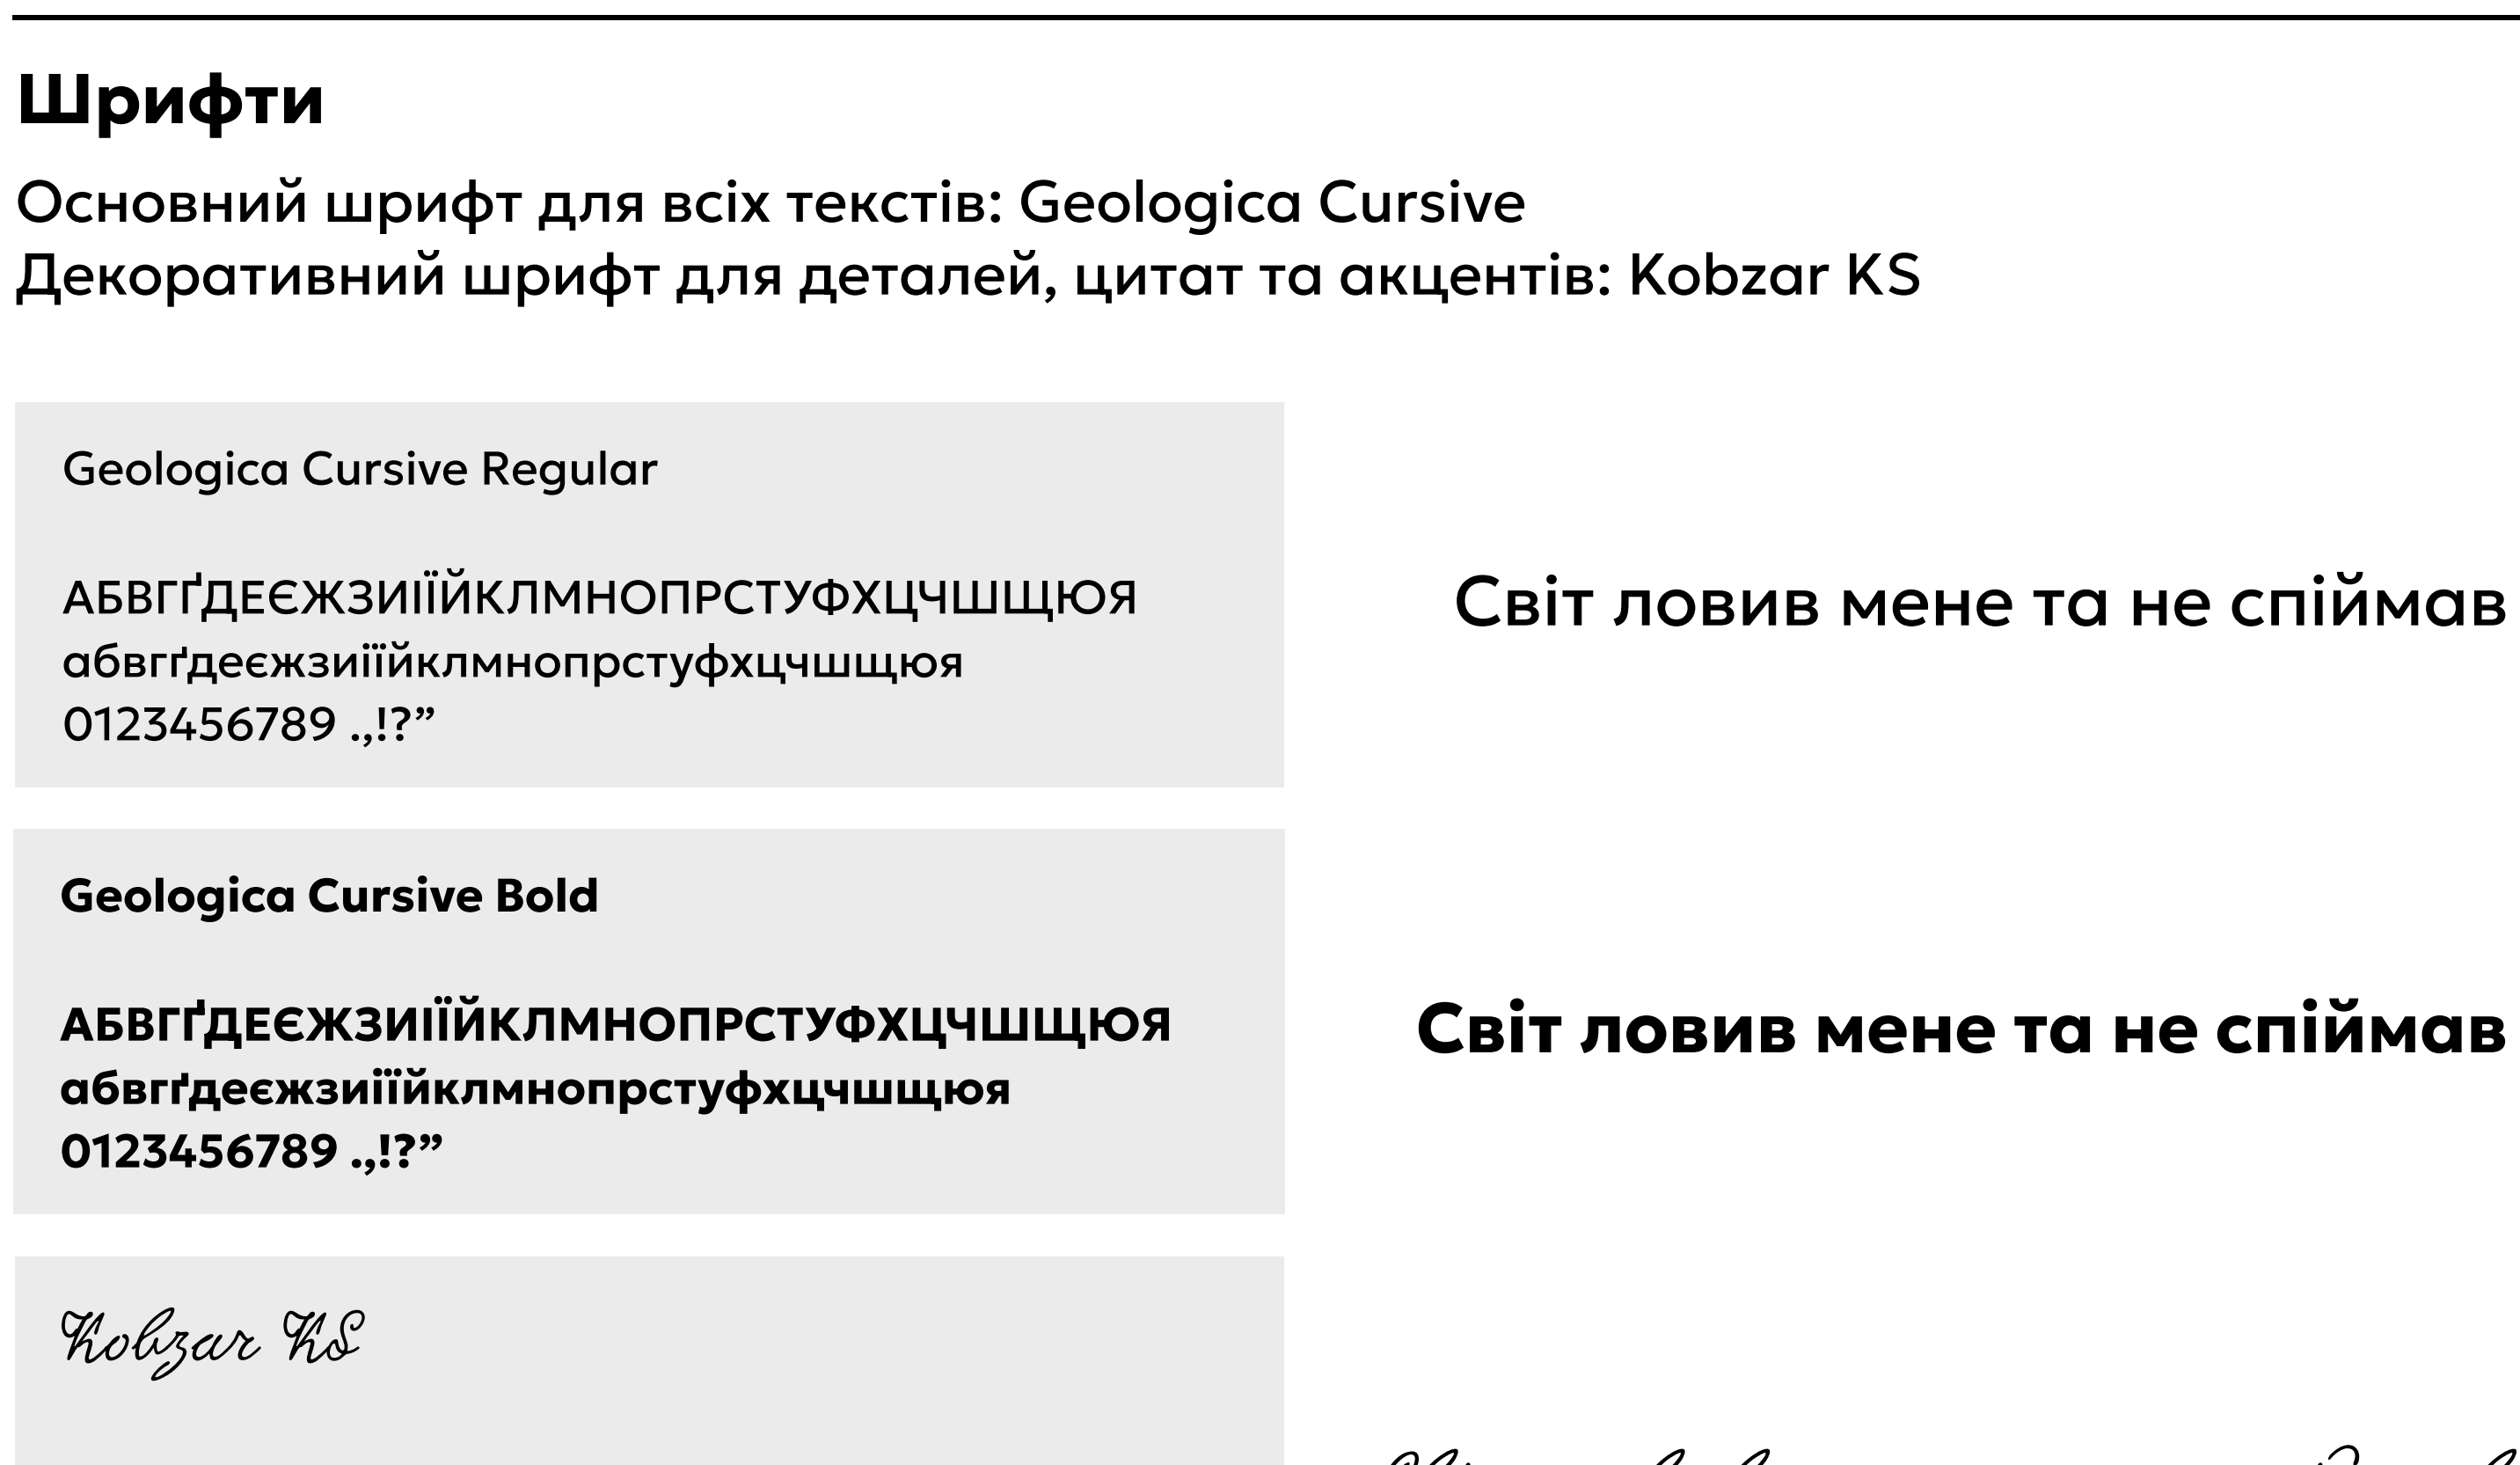 Шрифти
Основний шрифт для всіх текстів: Geologica Cursive
Декоративний шрифт для деталей, цитат та акцентів: Kobzar KS
Geologica Cursive Regular
АБВГҐДЕЄЖЗИІЇЙКЛМНОПРСТУФХЦЧШЩЮЯ
абвгґдеєжзиіїйклмнопрстуфхцчшщюя
0123456789 .,!?”
Світ ловив мене та не спіймав
Geologica Cursive Bold
АБВГҐДЕЄЖЗИІЇЙКЛМНОПРСТУФХЦЧШЩЮЯ
абвгґдеєжзиіїйклмнопрстуфхцчшщюя
0123456789 .,!?”
Світ ловив мене та не спіймав
Kobzar KS